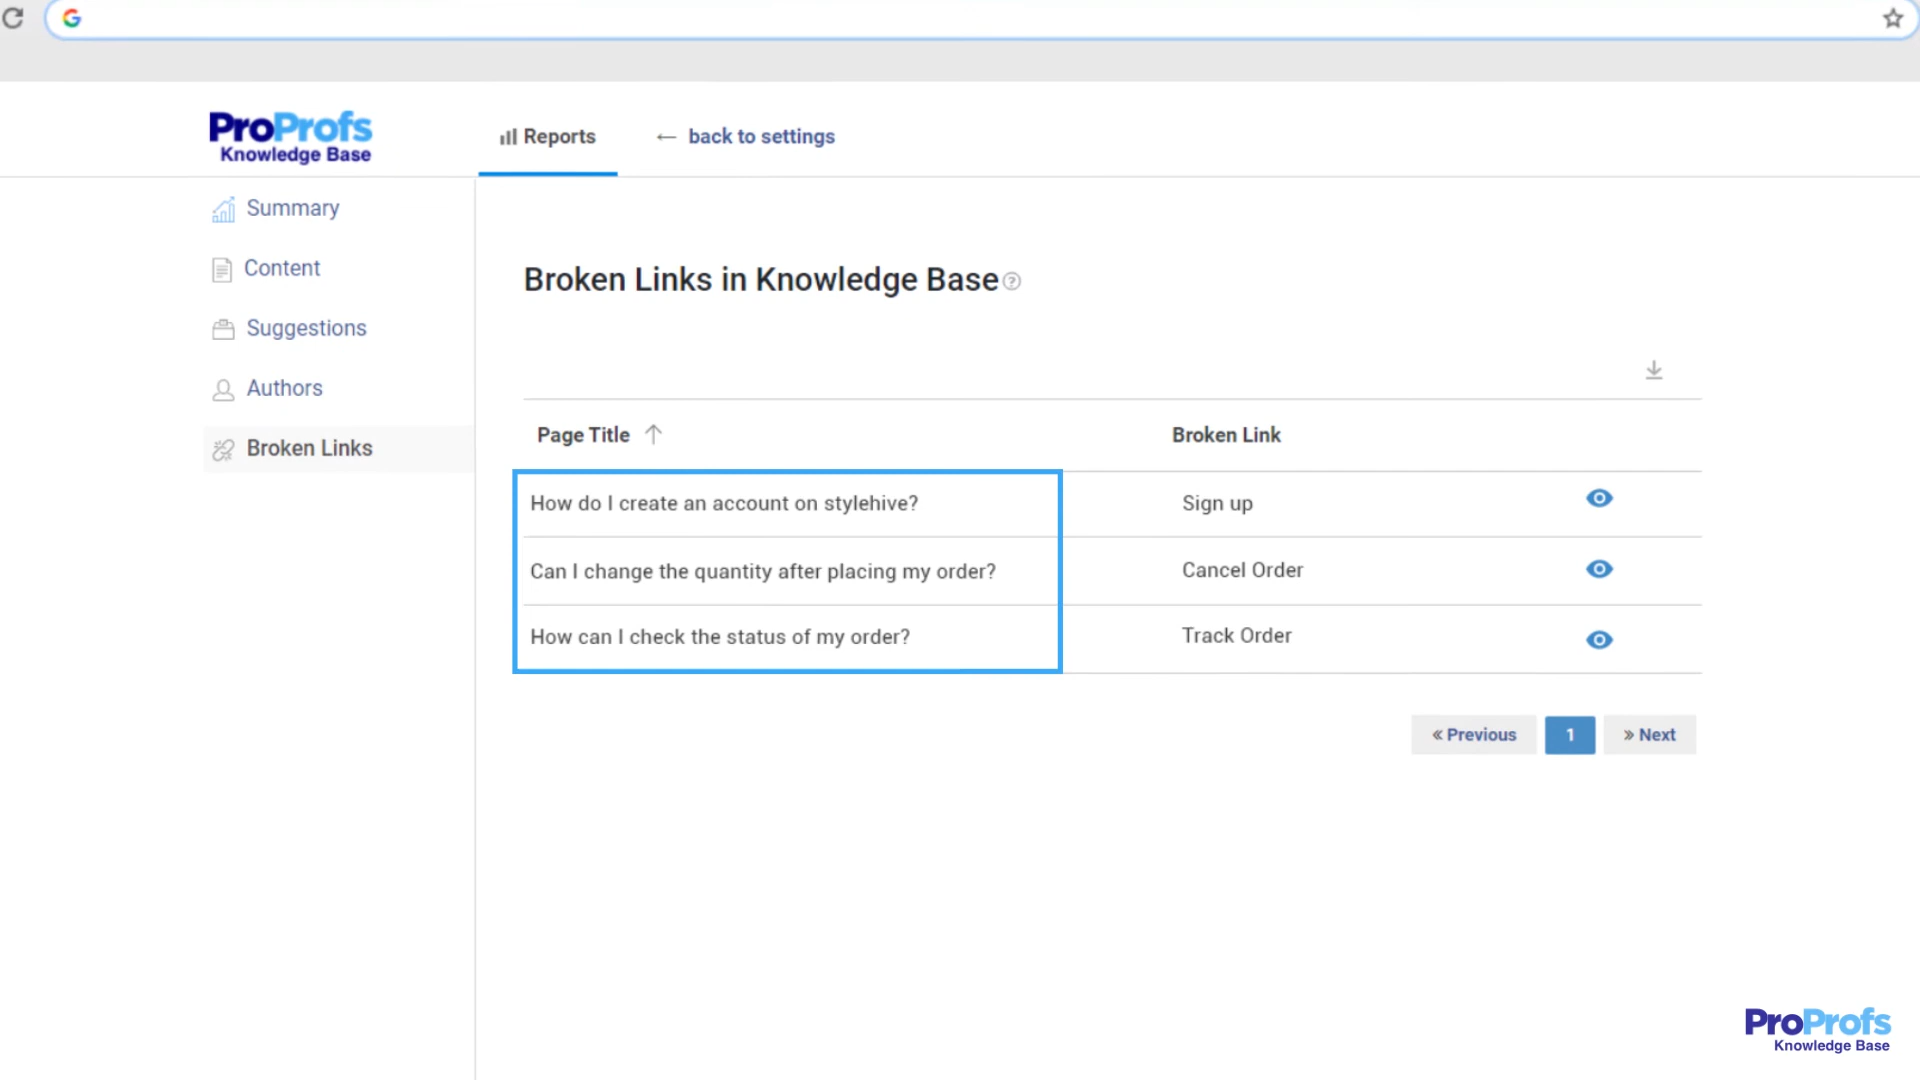 ProProfs
Knowledge Base
Reports
← back to settings
Summary
Content
Suggestions
Authors
Broken Links
Broken Links in Knowledge Base
Page Title ↑ Broken Link
How do I create an account on stylehive? Sign up
Can I change the quantity after placing my order? Cancel Order
How can I check the status of my order? Track Order
« Previous 1 » Next
ProProfs
Knowledge Base